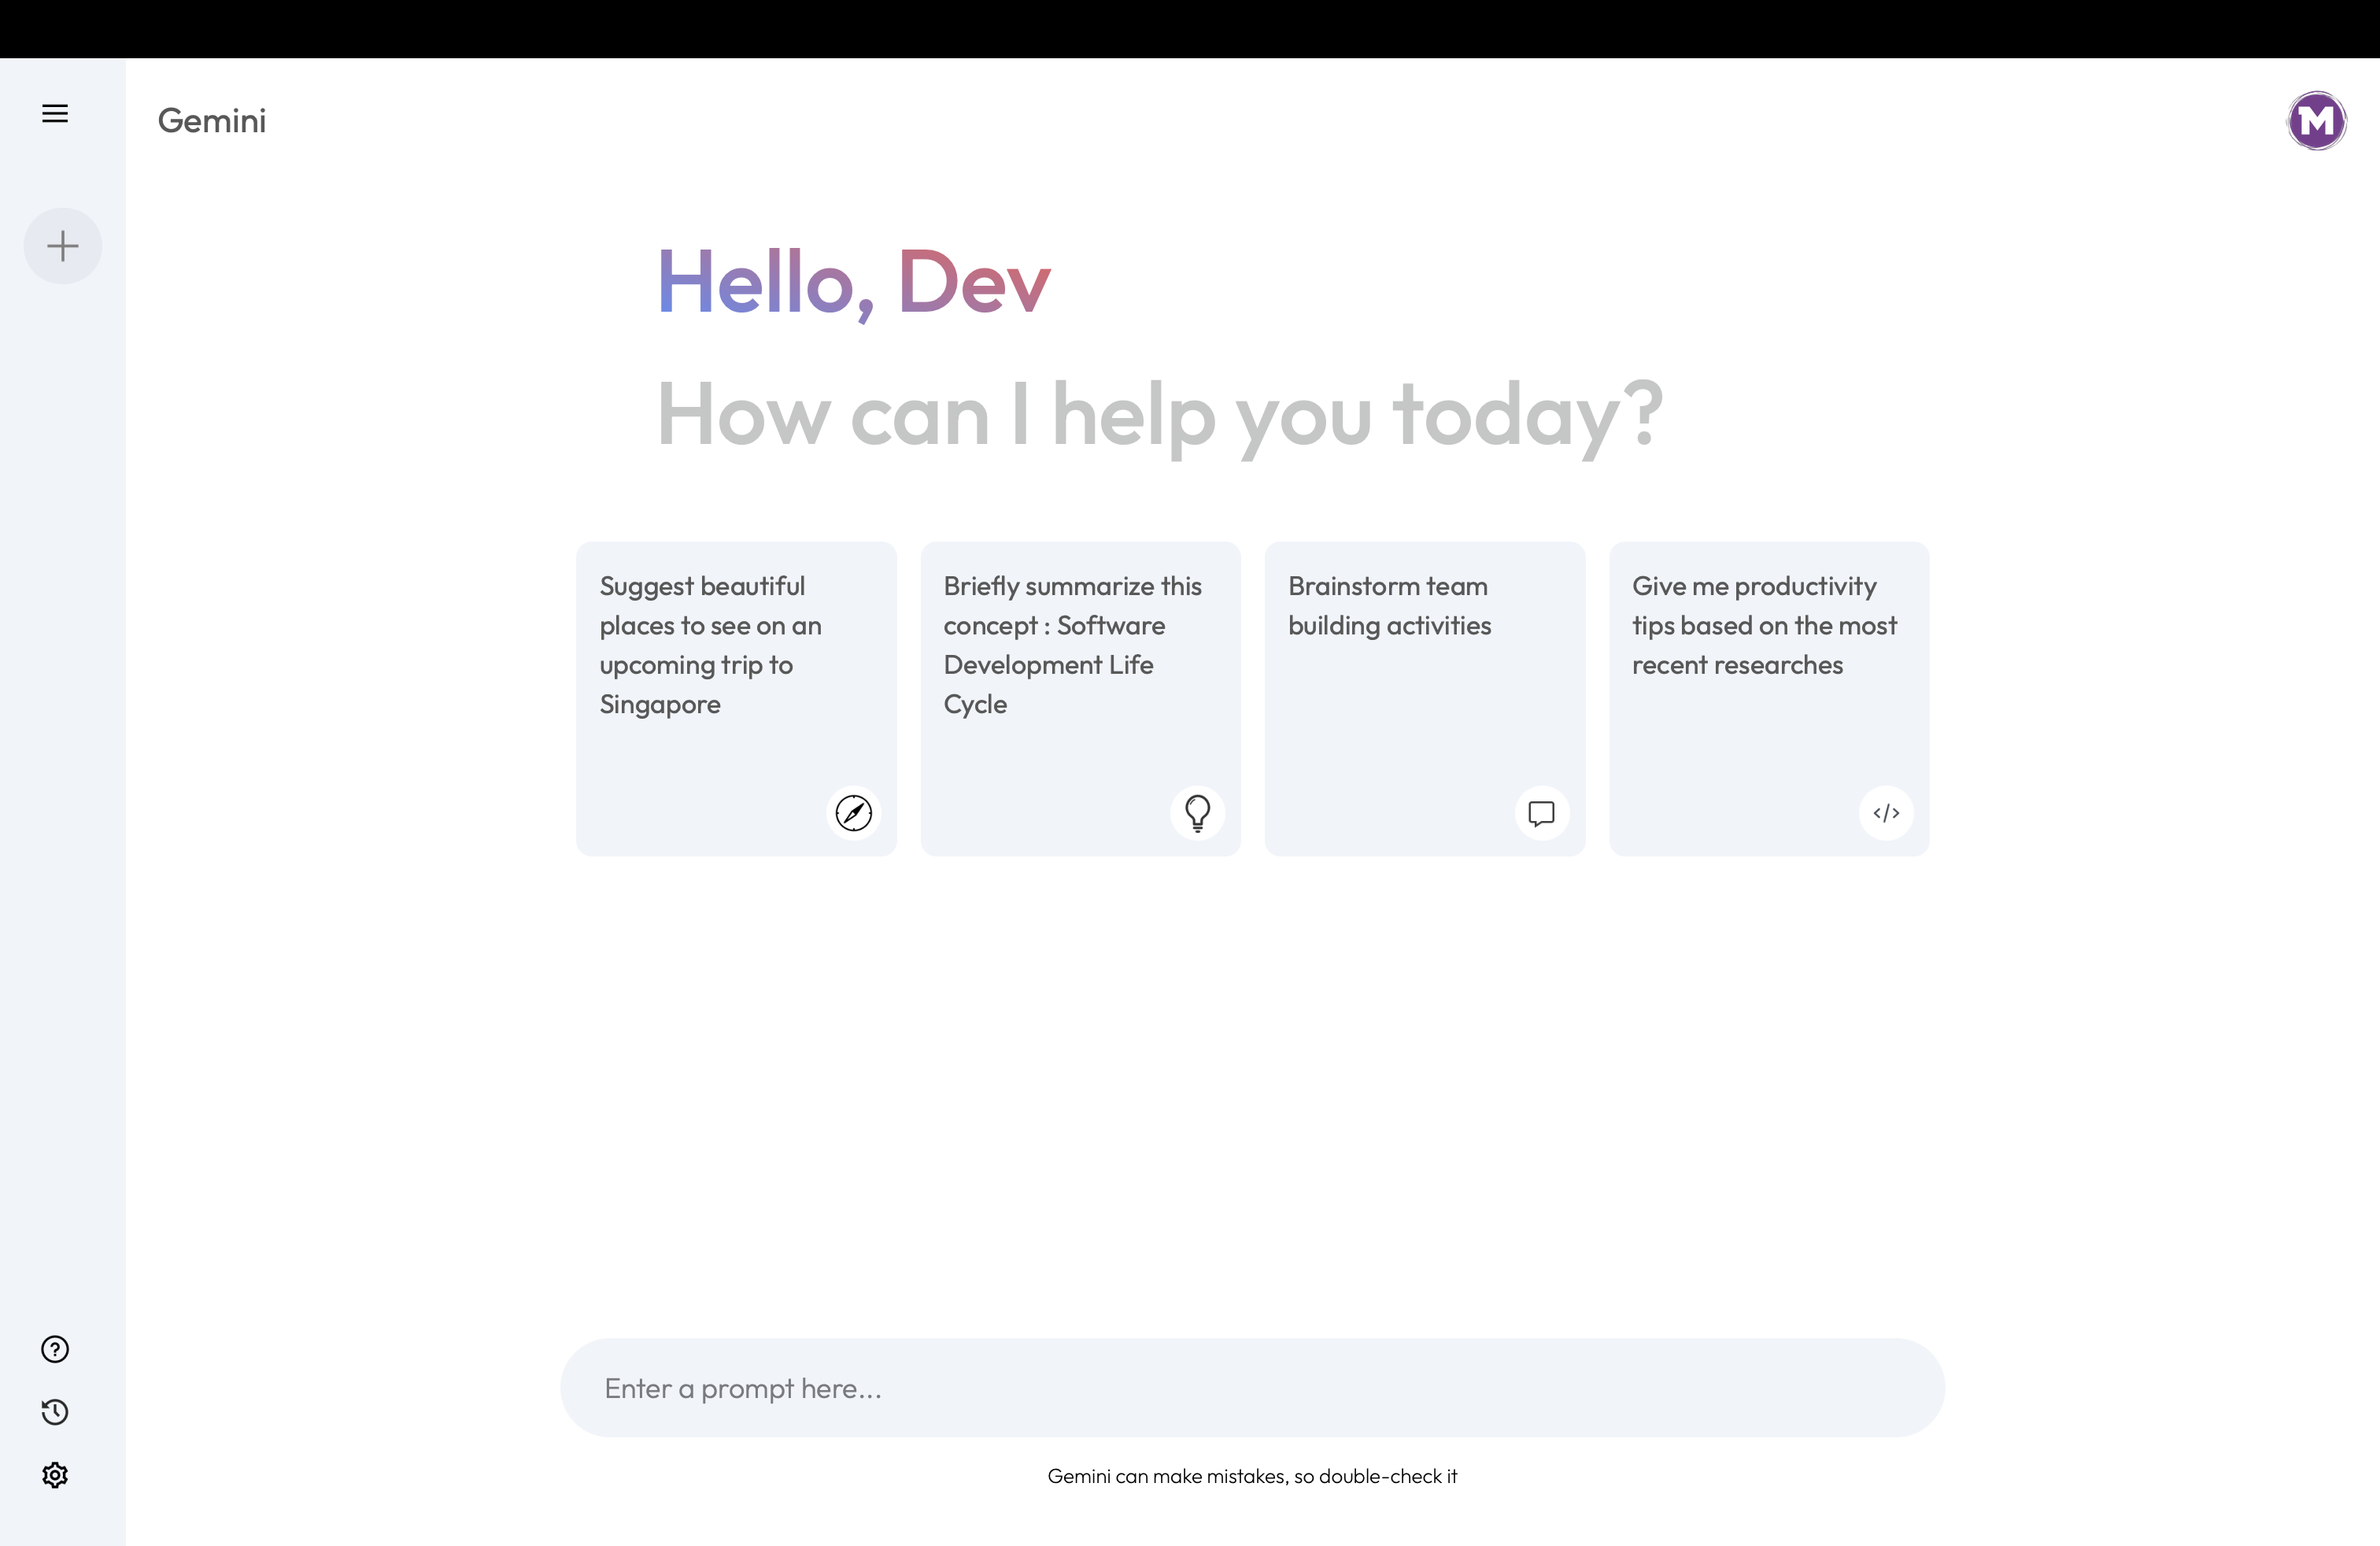 Gemini
M
Hello, Dev
How can I help you today?
Suggest beautiful
places to see on an
upcoming trip to
Singapore
Briefly summarize this
concept : Software
Development Life
Cycle
Brainstorm team
building activities
Give me productivity
tips based on the most
recent researches
Enter a prompt here...
Gemini can make mistakes, so double-check it